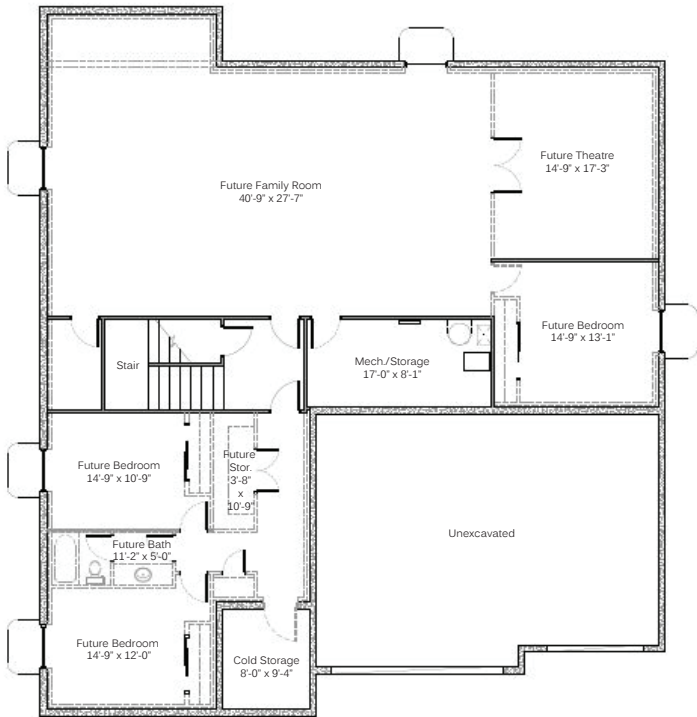 Future Theatre
14'-9" x 17'-3"
Future Family Room
40'-9" x 27'-7"
Future Bedroom
14'-9" x 13'-1"
Stair
Mech./Storage
17'-0" x 8'-1"
Future Bedroom
14'-9" x 10'-9"
Future
Stor.
3'-8"
x
10'-9"
Unexcavated
Future Bath
11'-2" x 5'-0"
Future Bedroom
14'-9" x 12'-0"
Cold Storage
8'-0" x 9'-4"